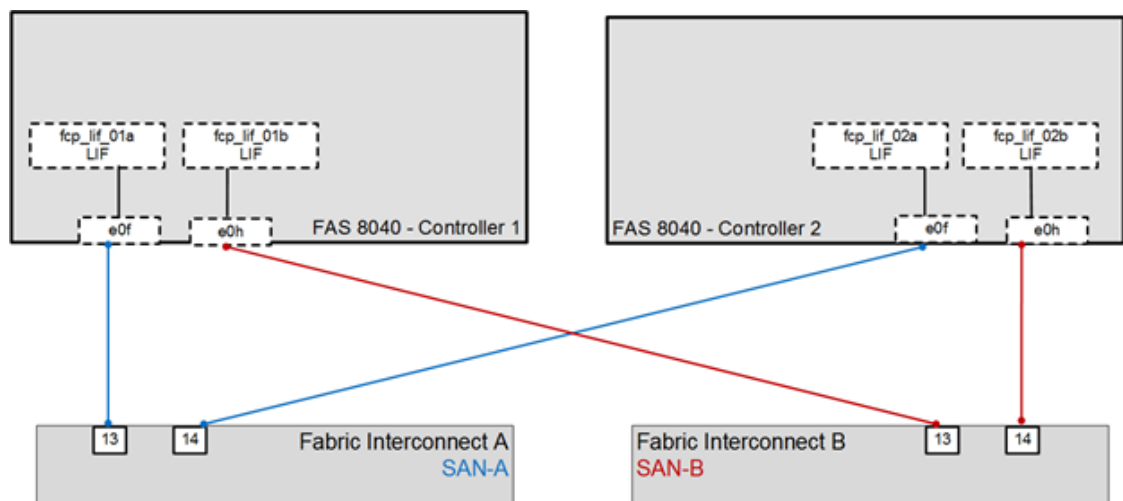 fcp_lif_01a
LIF
fcp_lif_01b
LIF
e0f
e0h
FAS 8040 - Controller 1
fcp_lif_02a
LIF
fcp_lif_02b
LIF
FAS 8040 - Controller 2
e0f
e0h
13
14
Fabric Interconnect A
SAN-A
Fabric Interconnect B
SAN-B
13
14